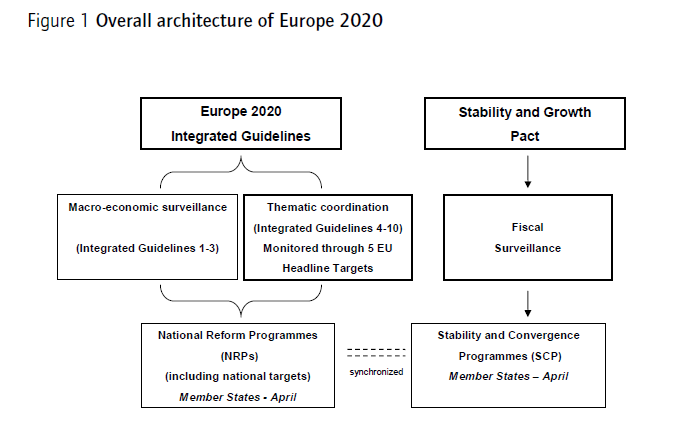 Figure 1 Overall architecture of Europe 2020
Europe 2020
Integrated Guidelines
Stability and Growth
Pact
Macro-economic surveillance
(Integrated Guidelines 1-3)
Thematic coordination
(Integrated Guidelines 4-10)
Monitored through 5 EU
Headline Targets
Fiscal
Surveillance
National Reform Programmes
(NRPs)
(including national targets)
Member States - April
synchronized
Stability and Convergence
Programmes (SCP)
Member States – April